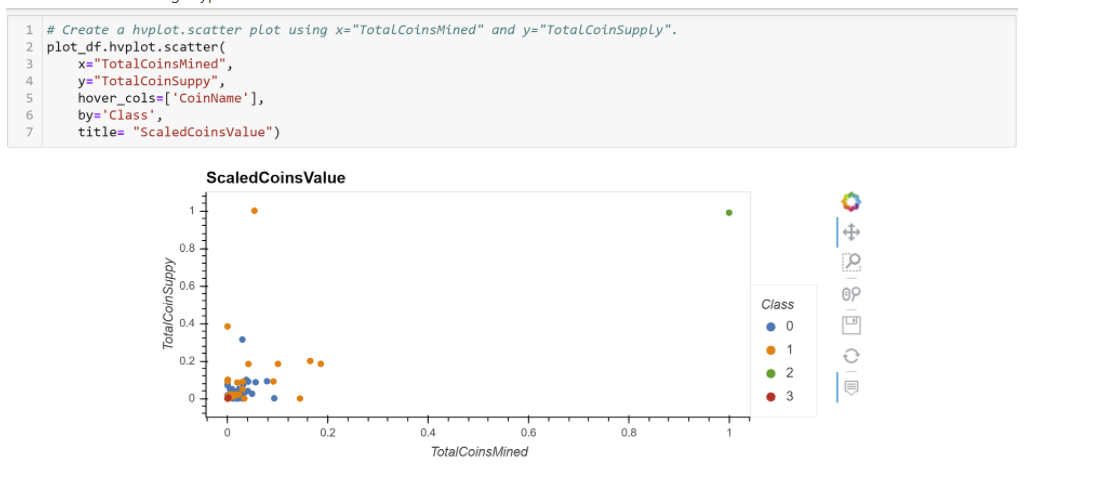 1 # Create a hvplot.scatter plot using x="TotalCoinsMined" and y="TotalCoinSupply".
2 plot_df.hvplot.scatter(
3 x="TotalCoinsMined",
4 y="TotalCoinSuppy",
5 hover_cols=['CoinName'],
6 by='Class',
7 title= "ScaledCoinsValue")
ScaledCoinsValue
1
0.8
0.6
0.4
0.2
0
TotalCoinSuppy
0 0.2 0.4 0.6 0.8 1
TotalCoinsMined
Class
0
1
2
3